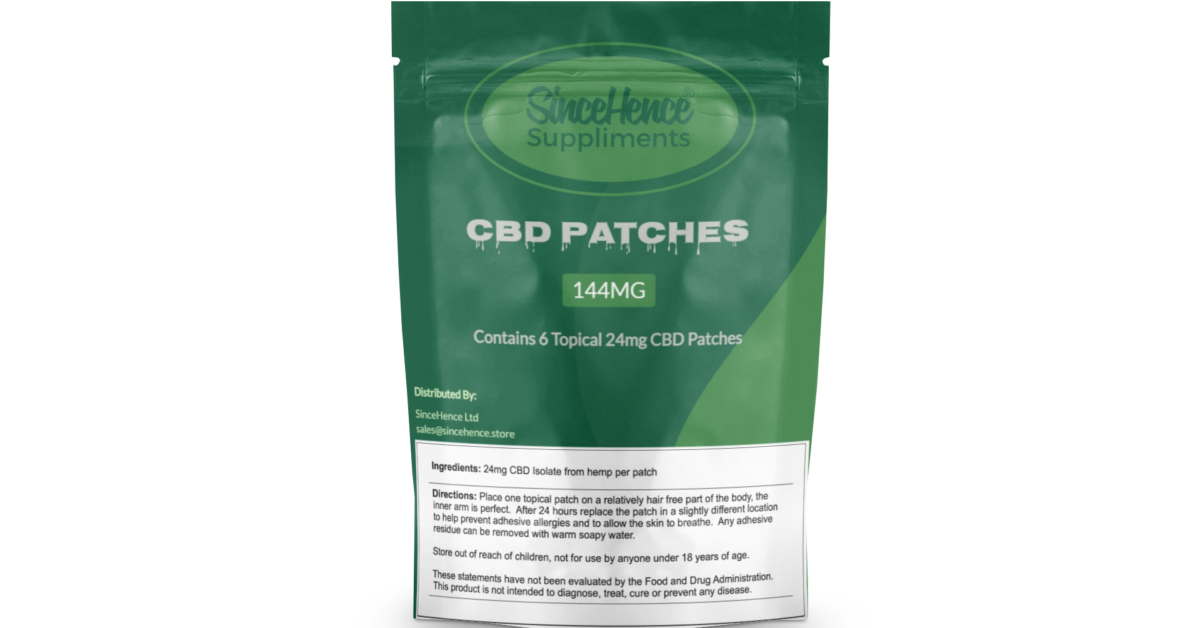 SinceHence®
Suppliments
CBD PATCHES
144MG
Contains 6 Topical 24mg CBD Patches
Distributed By:
SinceHence Ltd
sales@sincehence.store
Ingredients: 24mg CBD Isolate from hemp per patch
Directions: Place one topical patch on a relatively hair free part of the body, the
inner arm is perfect. After 24 hours replace the patch in a slightly different location
to help prevent adhesive allergies and to allow the skin to breathe. Any adhesive
residue can be removed with warm soapy water.
Store out of reach of children, not for use by anyone under 18 years of age.
These statements have not been evaluated by the Food and Drug Administration.
This product is not intended to diagnose, treat, cure or prevent any disease.